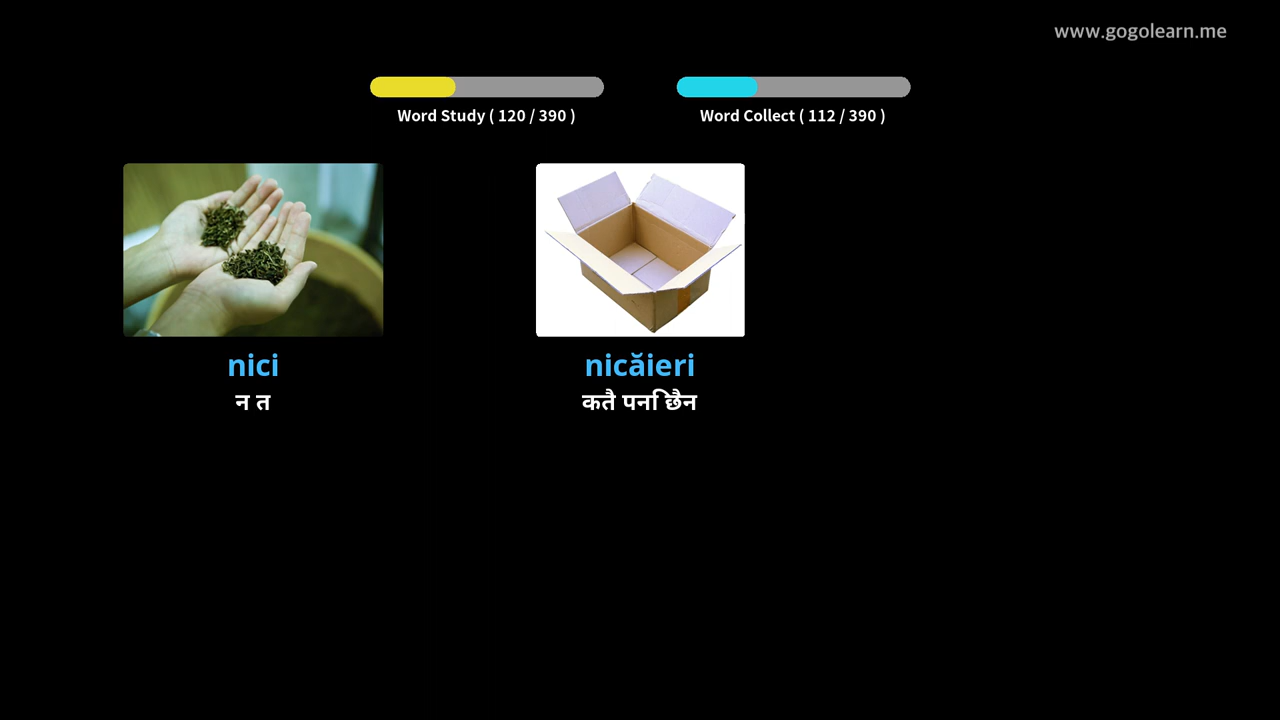 www.gogolearn.me
Word Study ( 120 / 390 )
Word Collect ( 112 / 390 )
nici
न त
nicăieri
कतै पनि छैन